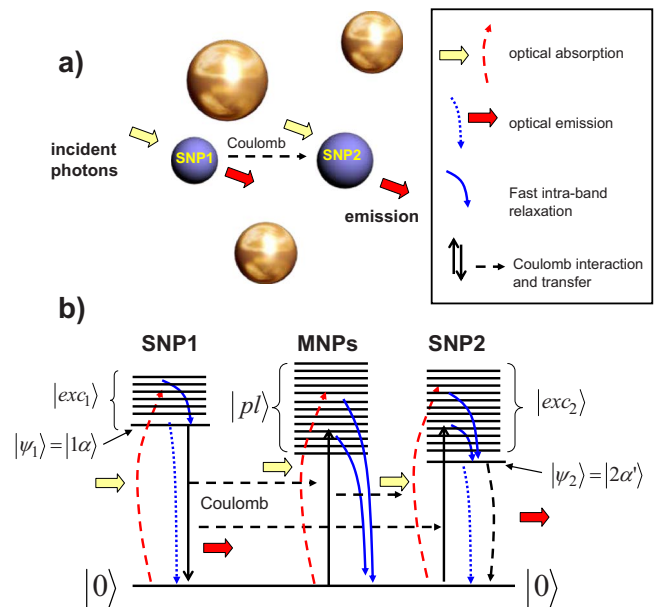 a)
incident
photons
SNP1
Coulomb
SNP2
emission
optical absorption
optical emission
Fast intra-band
relaxation
Coulomb interaction
and transfer
b)
SNP1
MNPs
SNP2
|exc₁⟩
|pl⟩
|exc₂⟩
|ψ₁⟩=|1α⟩
|ψ₂⟩=|2α'⟩
Coulomb
|0⟩
|0⟩